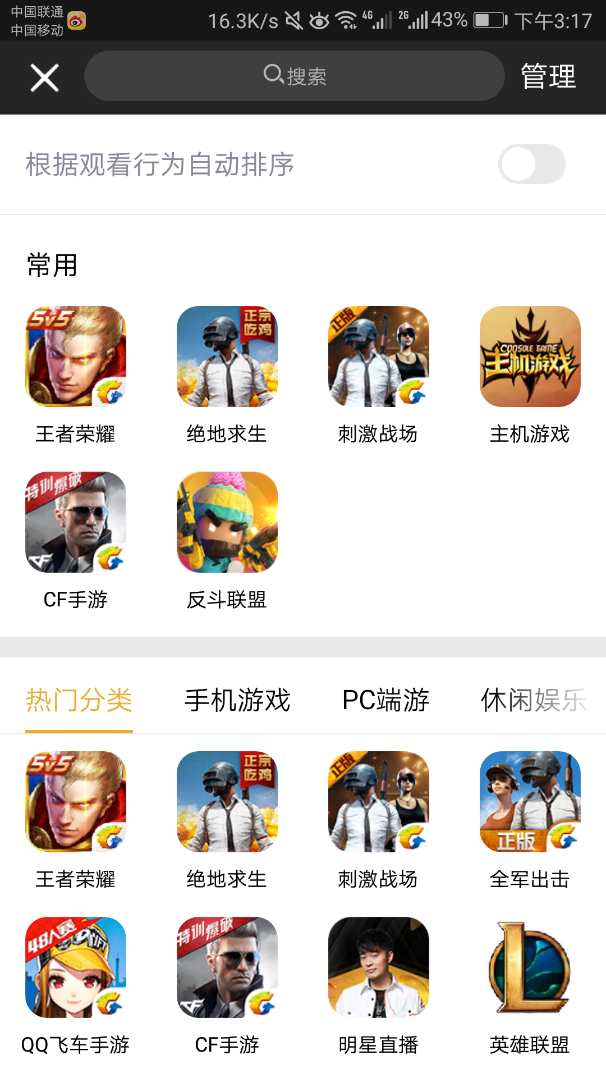 中国联通
中国移动
16.3K/s 4G 2G 43% 下午3:17
搜索 管理
根据观看行为自动排序
常用
5v5
正宗
吃鸡
正版
CONSOLE GAME
主机游戏
王者荣耀 绝地求生 刺激战场 主机游戏
特训爆破
CF
CF手游 反斗联盟
热门分类 手机游戏 PC端游 休闲娱乐
5v5
正宗
吃鸡
正版
正版
王者荣耀 绝地求生 刺激战场 全军出击
48人赛
特训爆破
CF
L
QQ飞车手游 CF手游 明星直播 英雄联盟